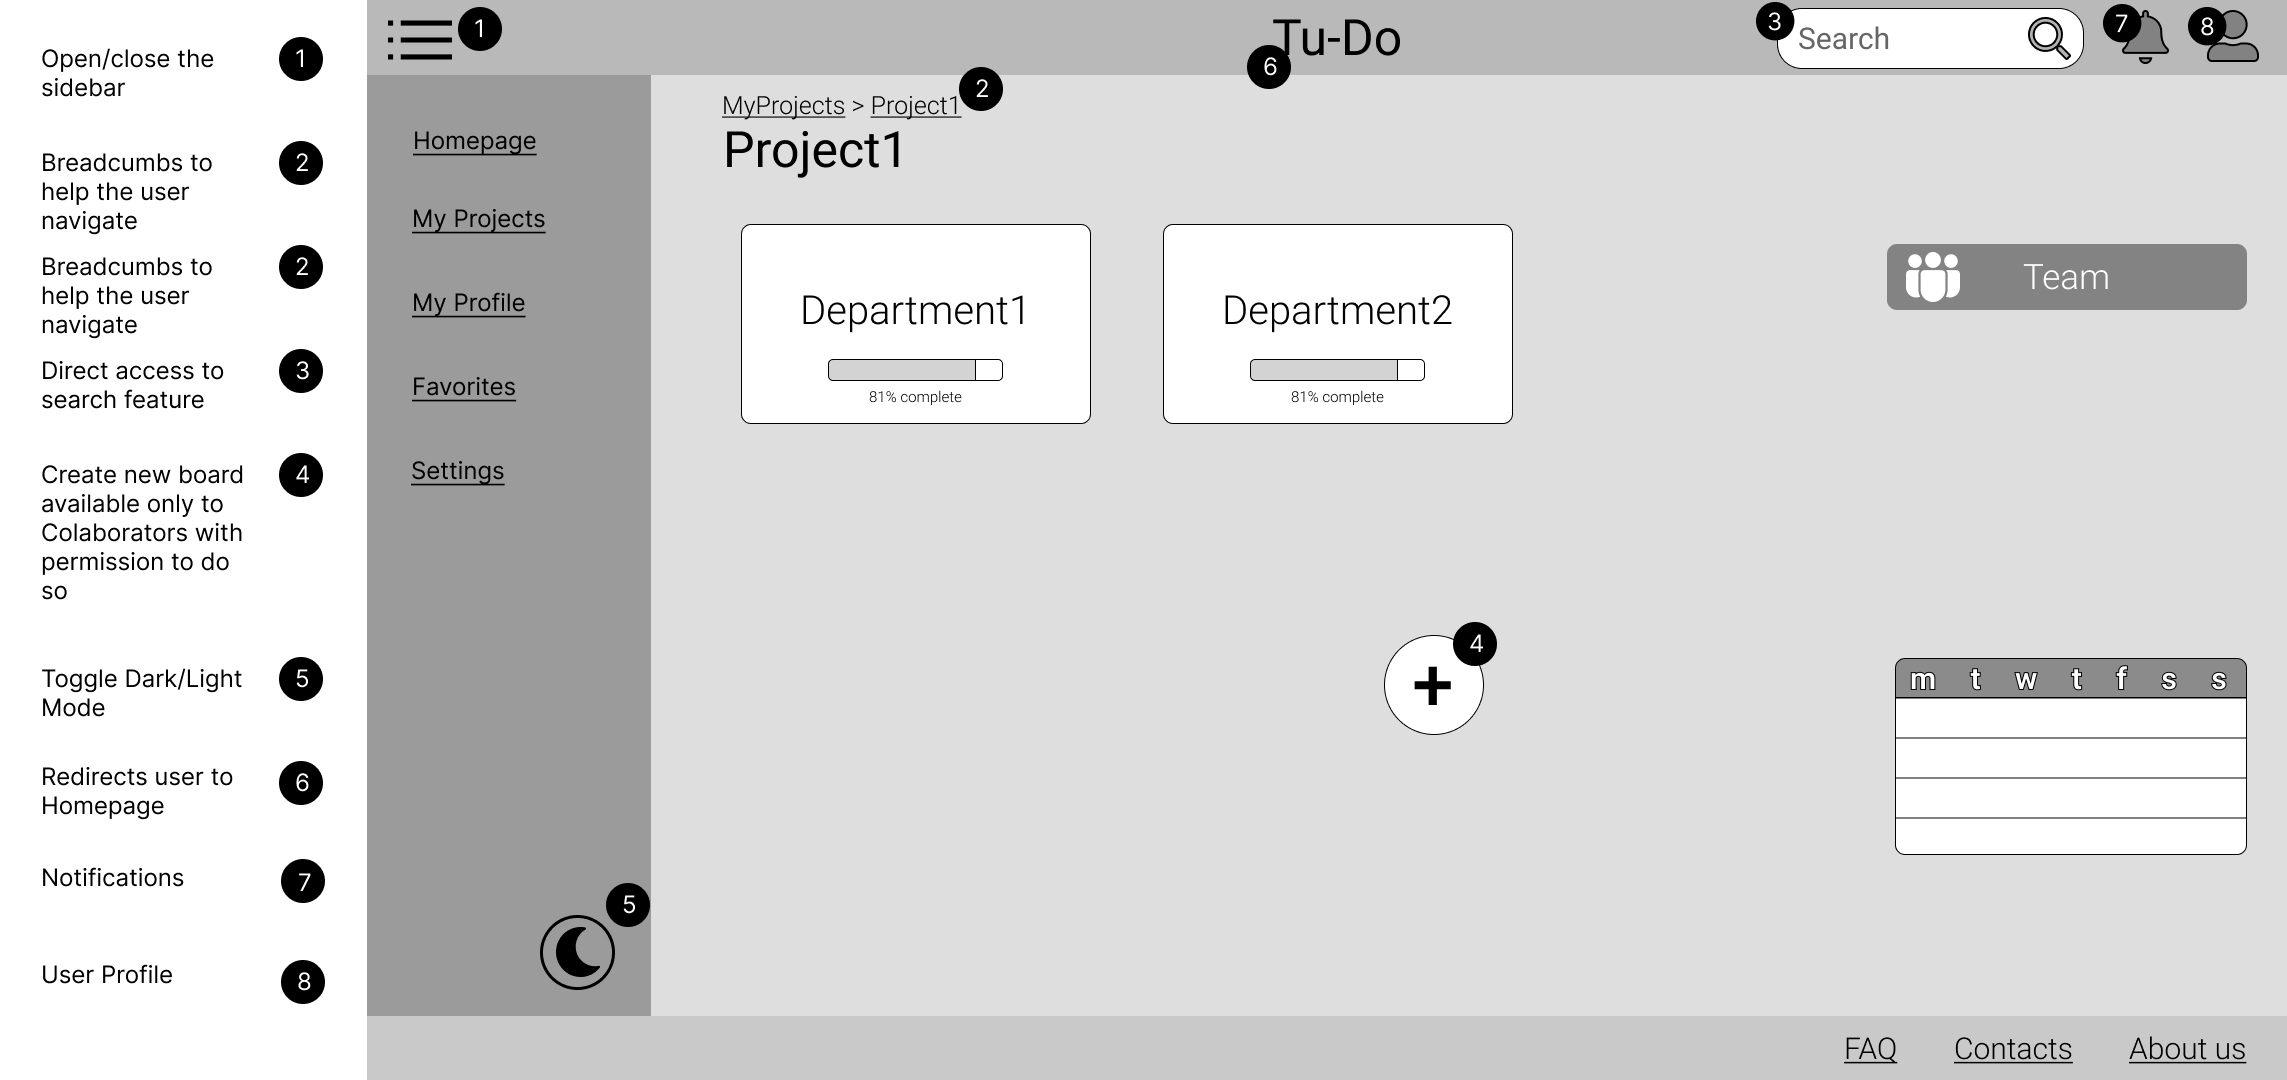 Open/close the
sidebar
1
Breadcumbs to
help the user
navigate
2
Breadcumbs to
help the user
navigate
2
Direct access to
search feature
3
Create new board
available only to
Colaborators with
permission to do
so
4
Toggle Dark/Light
Mode
5
Redirects user to
Homepage
6
Notifications
7
User Profile
8
1
Tu-Do
6
3
Search
7
8
Homepage
My Projects
My Profile
Favorites
Settings
5
MyProjects > Project1
2
Project1
Department1
81% complete
Department2
81% complete
4
Team
m t w t f s s
FAQ Contacts About us